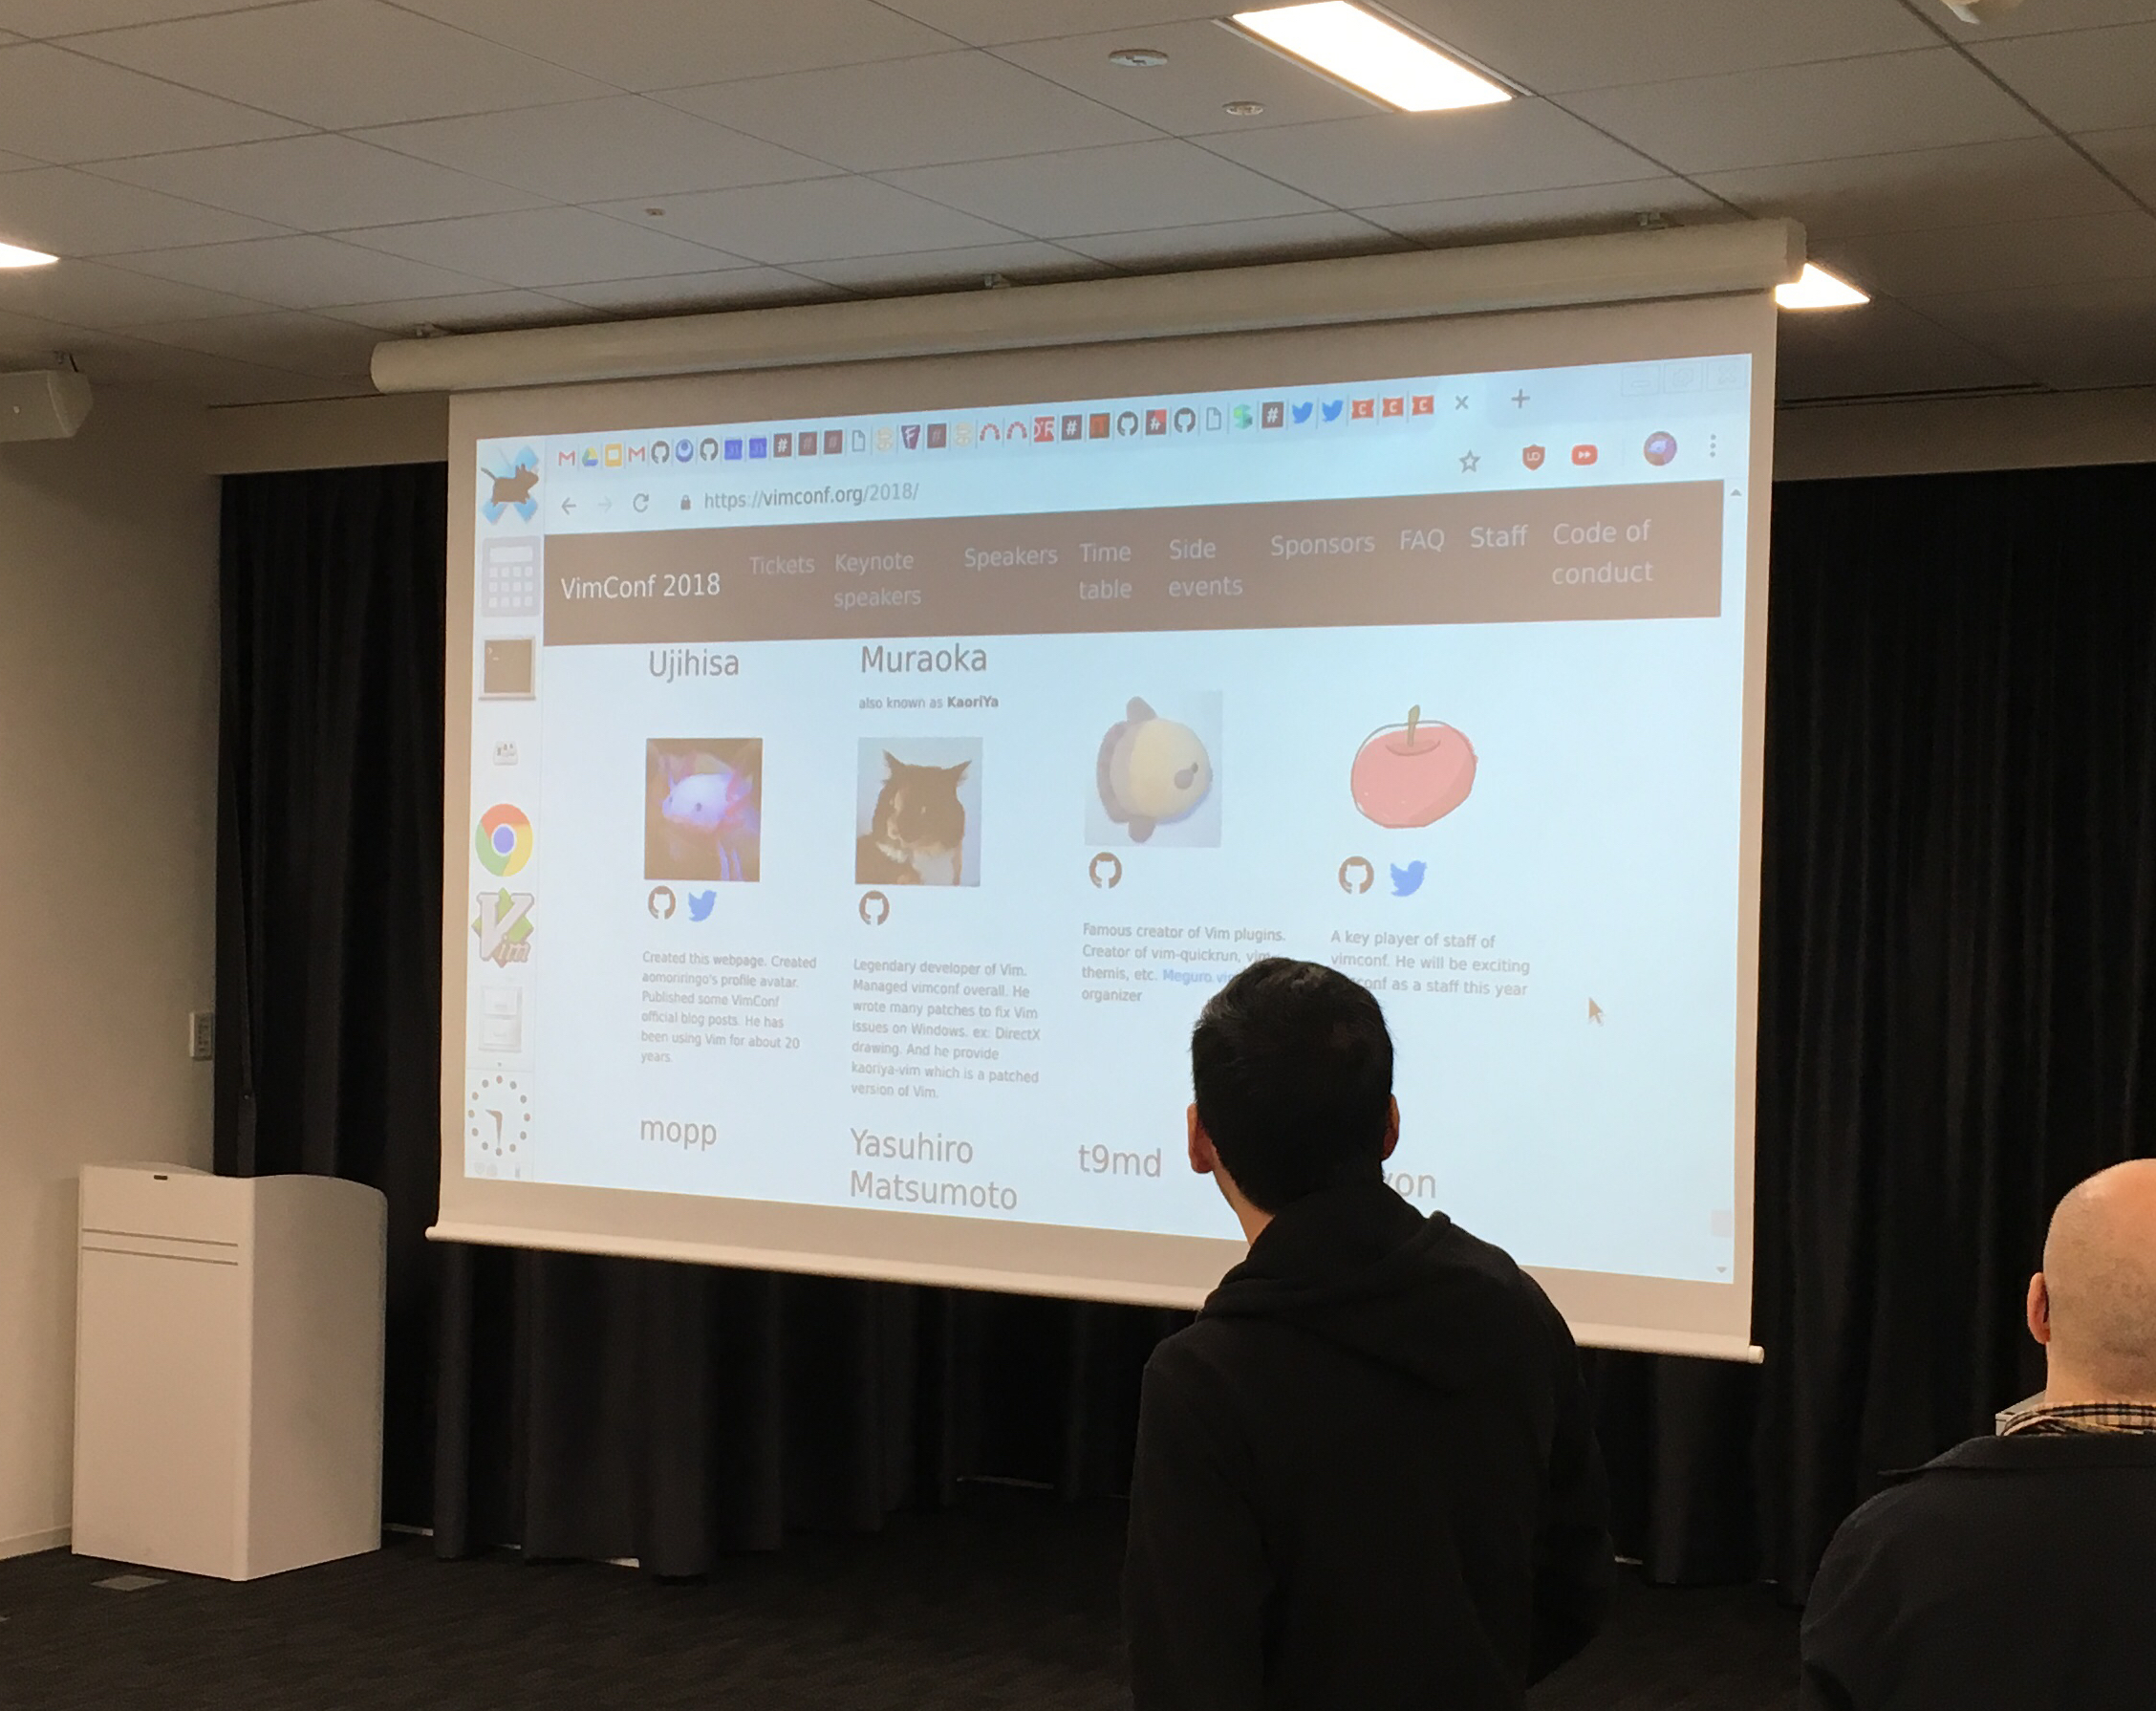 https://vimconf.org/2018/
VimConf 2018
Tickets
Keynote
speakers
Speakers
Time
table
Side
events
Sponsors
FAQ
Staff
Code of
conduct
Ujihisa
Created this webpage. Created
aomoringo's profile avatar.
Published some VimConf
official blog posts. He has
been using Vim for about 20
years.
Muraoka
also known as KaoriYa
Legendary developer of Vim.
Managed vimconf overall. He
wrote many patches to fix Vim
issues on Windows. ex: DirectX
drawing. And he provide
kaoriya-vim which is a patched
version of Vim.
Famous creator of Vim plugins.
Creator of vim-quickrun,
themis, etc. Meguro
organizer
A key player of staff of
vimconf. He will be exciting
as a staff this year
mopp
Yasuhiro
Matsumoto
t9md
Vim